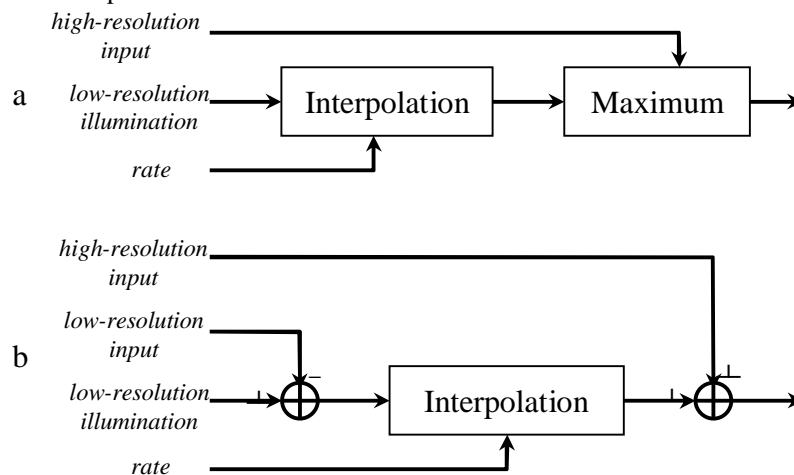 high-resolution
input
a
low-resolution
illumination
Interpolation
Maximum
rate
high-resolution
input
low-resolution
input
b
−
+
+
+
low-resolution
illumination
Interpolation
rate